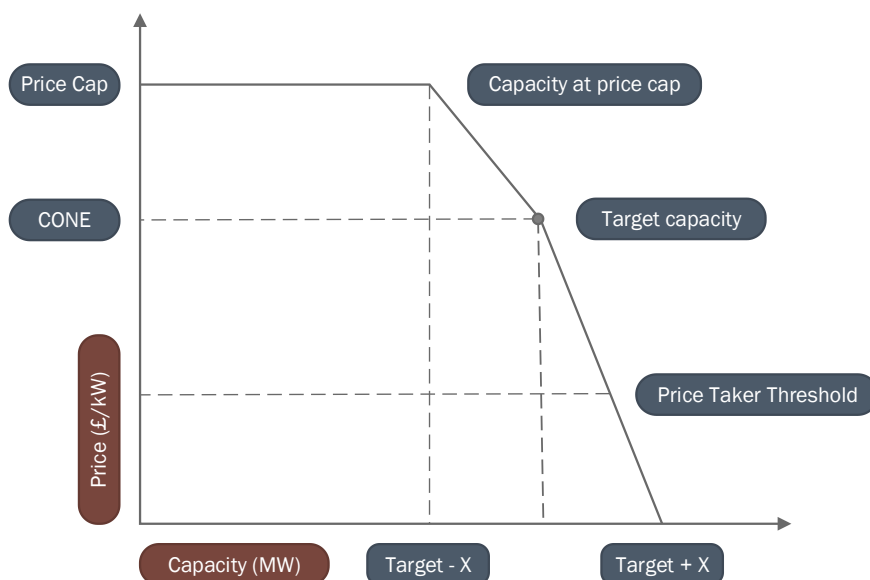 Price Cap
Capacity at price cap
CONE
Target capacity
Price (£/kW)
Price Taker Threshold
Capacity (MW)
Target - X
Target + X